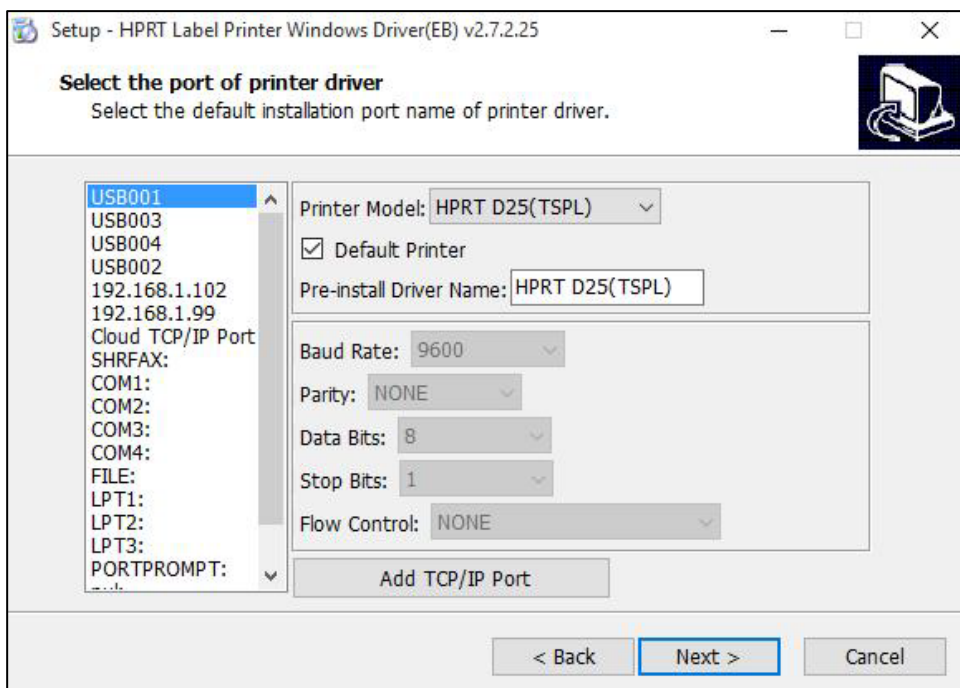 Setup - HPRT Label Printer Windows Driver(EB) v2.7.2.25
Select the port of printer driver
Select the default installation port name of printer driver.
USB001
USB003
USB004
USB002
192.168.1.102
192.168.1.99
Cloud TCP/IP Port
SHRFAX:
COM1:
COM2:
COM3:
COM4:
FILE:
LPT1:
LPT2:
LPT3:
PORTPROMPT:
Printer Model: HPRT D25(TSPL)
Default Printer
Pre-install Driver Name: HPRT D25(TSPL)
Baud Rate: 9600
Parity: NONE
Data Bits: 8
Stop Bits: 1
Flow Control: NONE
Add TCP/IP Port
< Back
Next >
Cancel